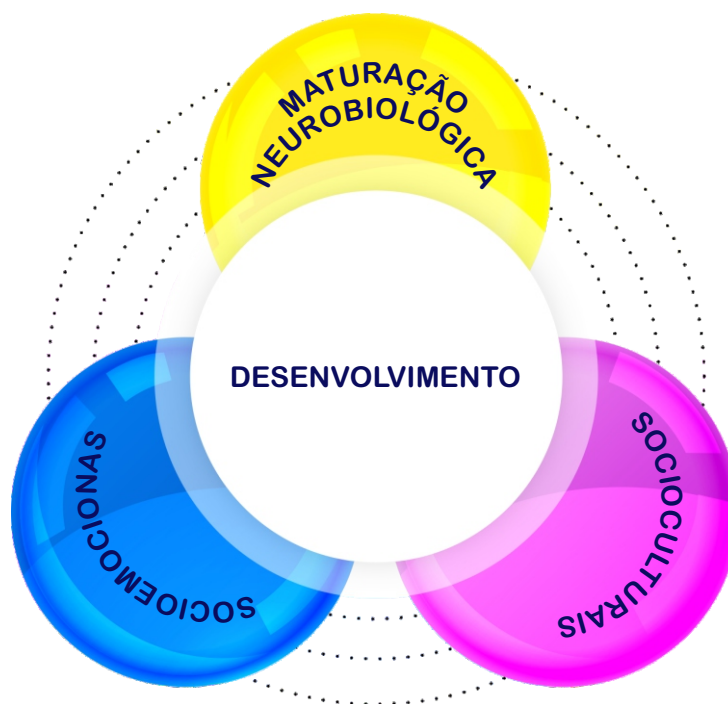 MATURAÇÃO
NEUROBIOLÓGICA
DESENVOLVIMENTO
SOCIOEMOCIONAS
SOCIOCULTURAIS